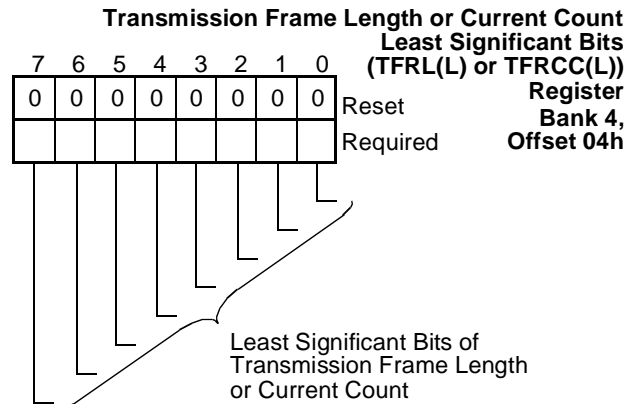 Transmission Frame Length or Current Count
Least Significant Bits
(TFRL(L) or TFRCC(L))
Register
Bank 4,
Offset 04h
7 6 5 4 3 2 1 0
0 0 0 0 0 0 0 0 Reset
Required
Least Significant Bits of
Transmission Frame Length
or Current Count